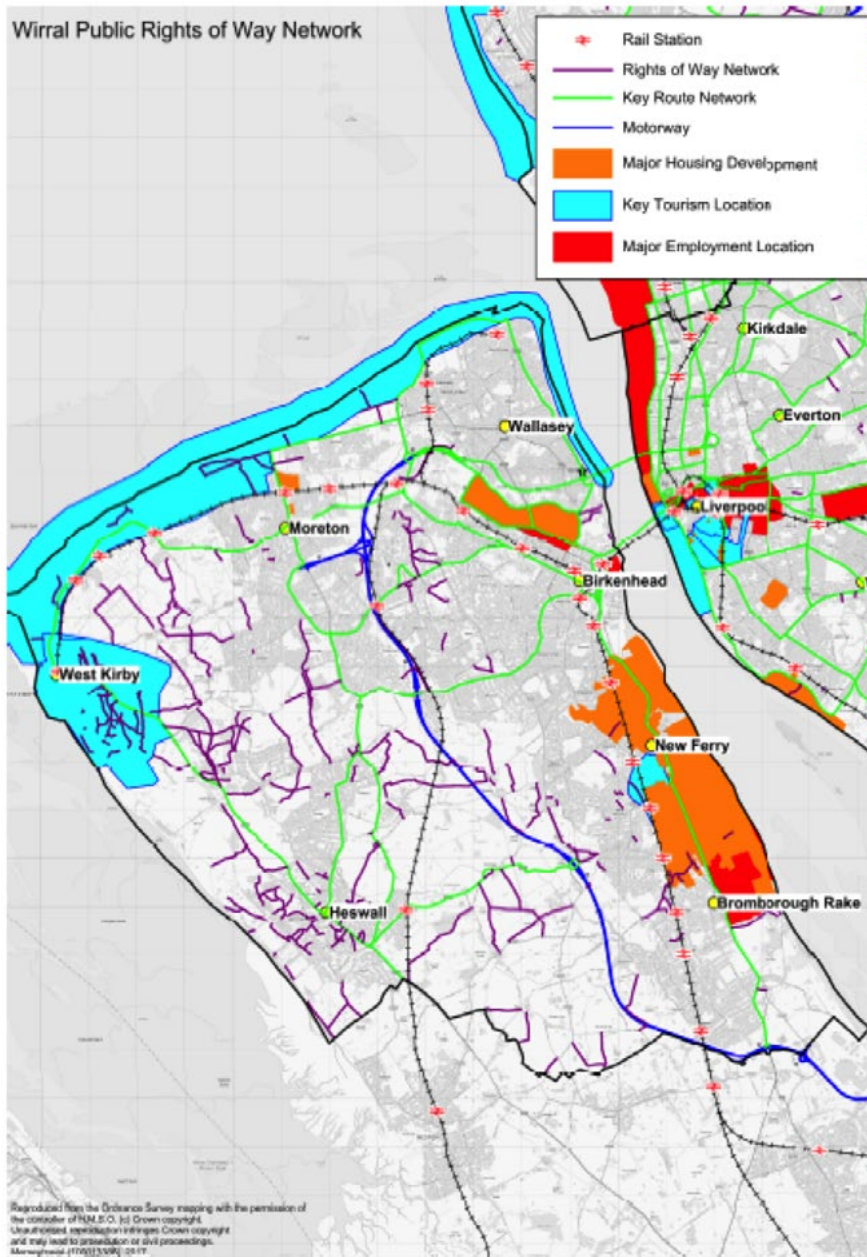 Wirral Public Rights of Way Network
Rail Station
Rights of Way Network
Key Route Network
Motorway
Major Housing Development
Key Tourism Location
Major Employment Location
Kirkdale
Everton
Wallasey
Liverpool
Moreton
Birkenhead
West Kirby
New Ferry
Bromborough Rake
Heswall
Reproduced from the Ordnance Survey mapping with the permission of
the controller of H.M.S.O. (c) Crown copyright.
Unauthorised reproduction infringes Crown copyright
and may lead to prosecution or civil proceedings.